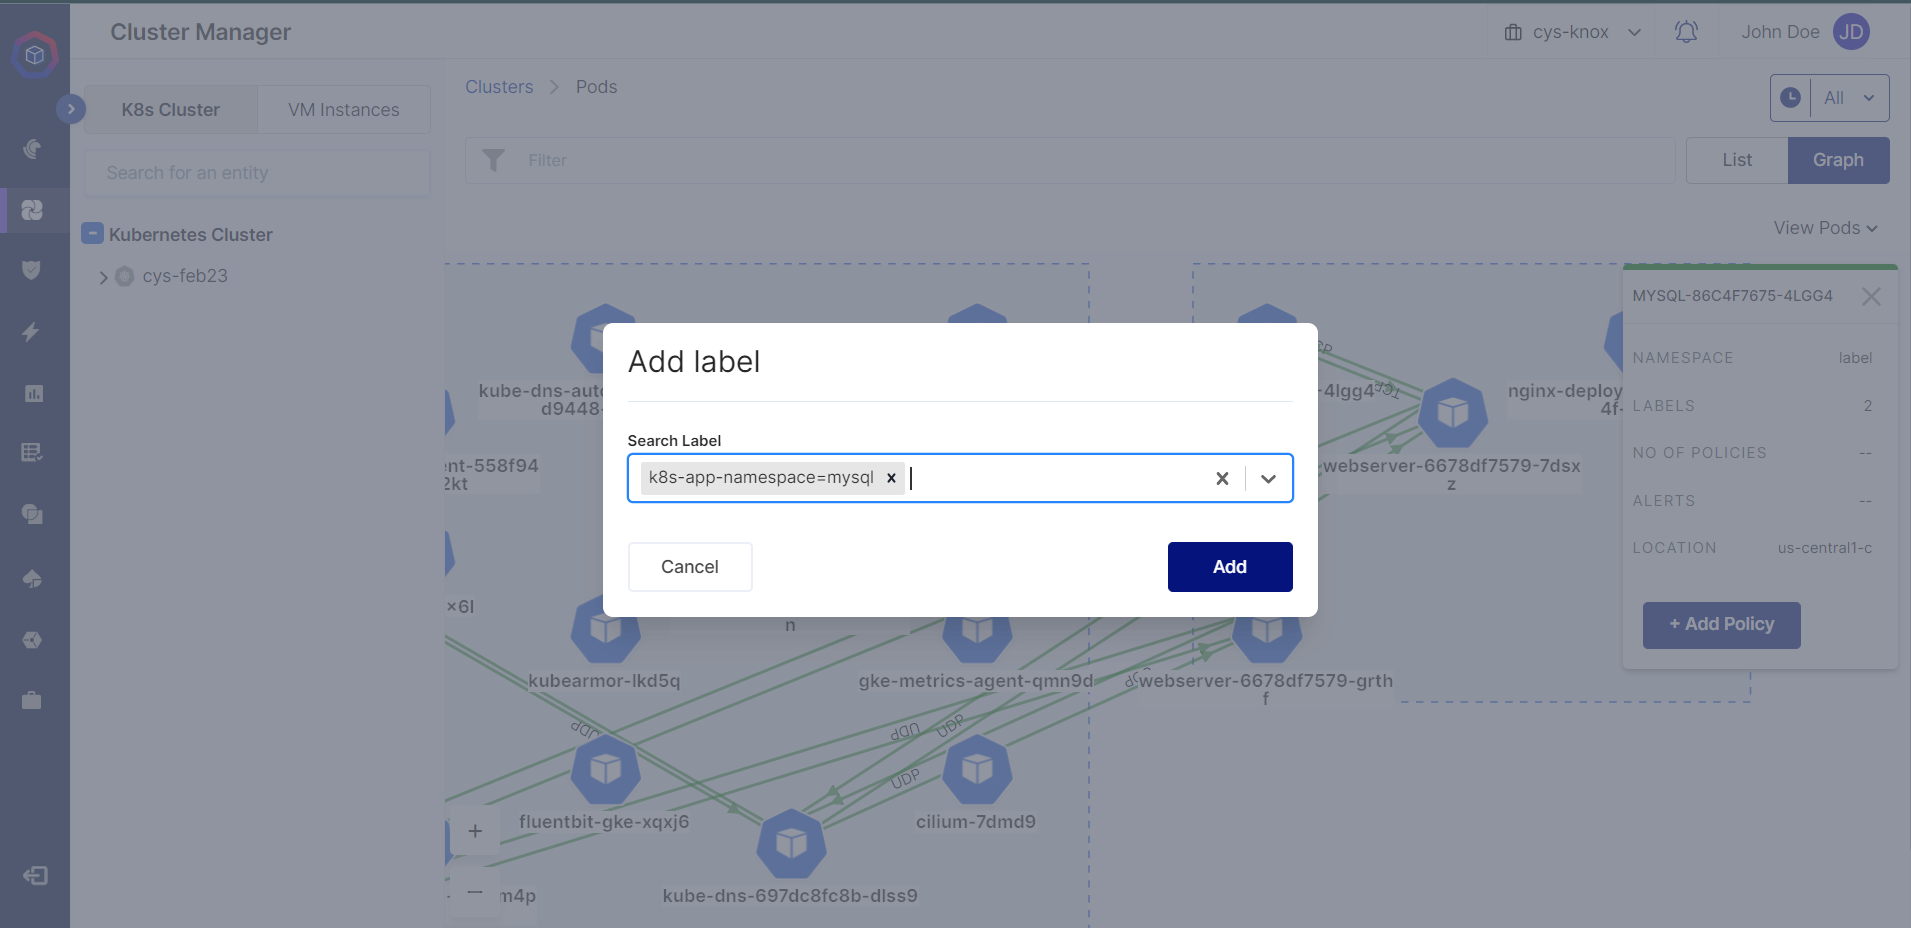 Cluster Manager
cys-knox
John Doe
JD
K8s Cluster
VM Instances
Search for an entity
Kubernetes Cluster
cys-feb23
Clusters
Pods
All
Filter
List
Graph
View Pods
kube-dns-auto
d9448-
-4lgg4
TCP
nginx-deploy
4f-
webserver-6678df7579-7dsx
z
nt-558f94
2kt
x6l
n
kubearmor-lkd5q
gke-metrics-agent-qmn9d
webserver-6678df7579-grth
f
UDP
UDP
UDP
UDP
fluentbit-gke-xqxj6
cilium-7dmd9
kube-dns-697dc8fc8b-dlss9
m4p
+
-
MYSQL-86C4F7675-4LGG4
NAMESPACE
label
LABELS
2
NO OF POLICIES
--
ALERTS
--
LOCATION
us-central1-c
+ Add Policy
Add label
Search Label
k8s-app-namespace=mysql
Cancel
Add